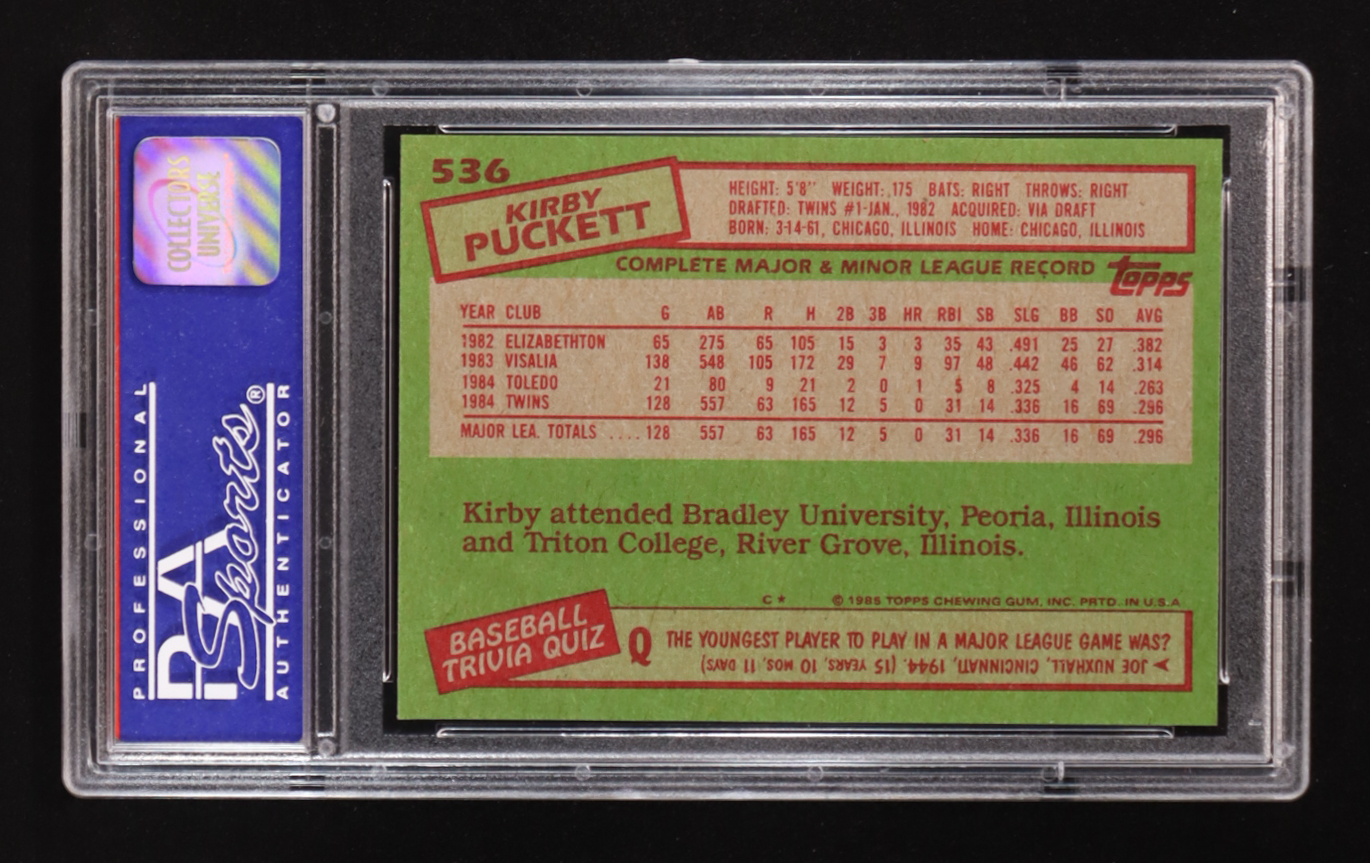 COLLECTORS
UNIVERSE
PROFESSIONAL
PSA
Sports®
AUTHENTICATOR
536
KIRBY
PUCKETT
HEIGHT: 5'8" WEIGHT: 175 BATS: RIGHT THROWS: RIGHT
DRAFTED: TWINS #1-JAN., 1982 ACQUIRED: VIA DRAFT
BORN: 3-14-61, CHICAGO, ILLINOIS HOME: CHICAGO, ILLINOIS
COMPLETE MAJOR & MINOR LEAGUE RECORD
topps
YEAR CLUB G AB R H 2B 3B HR RBI SB SLG BB SO AVG
1982 ELIZABETHTON 65 275 65 105 15 3 3 35 43 .491 25 27 .382
1983 VISALIA 138 548 105 172 29 7 9 97 48 .442 46 62 .314
1984 TOLEDO 21 80 9 21 2 0 1 5 8 .325 4 14 .263
1984 TWINS 128 557 63 165 12 5 0 31 14 .336 16 69 .296
MAJOR LEA. TOTALS .... 128 557 63 165 12 5 0 31 14 .336 16 69 .296
Kirby attended Bradley University, Peoria, Illinois
and Triton College, River Grove, Illinois.
C* © 1985 TOPPS CHEWING GUM, INC. PRTD. IN U.S.A.
BASEBALL
TRIVIA QUIZ
Q THE YOUNGEST PLAYER TO PLAY IN A MAJOR LEAGUE GAME WAS?
JOE NUXHALL, CINCINNATI, 1944. (15 YEARS, 10 MOS, 11 DAYS)